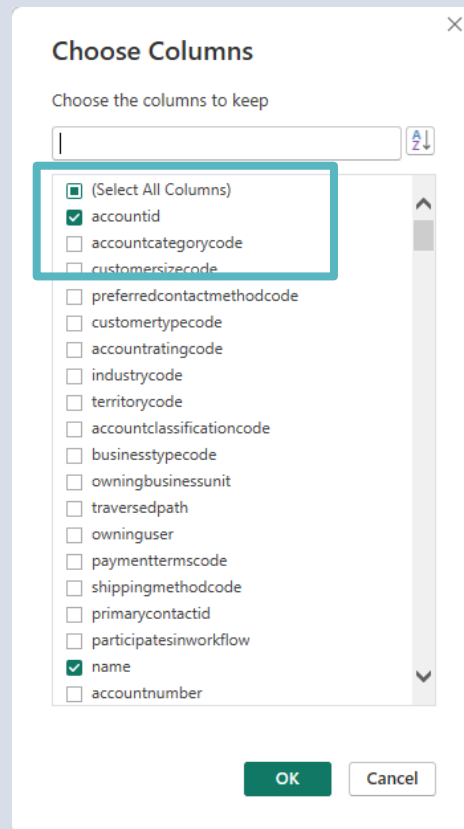 Choose Columns
Choose the columns to keep
(Select All Columns)
accountid
accountcategorycode
customersizecode
preferredcontactmethodcode
customertypecode
accountratingcode
industrycode
territorycode
accountclassificationcode
businesstypecode
owningbusinessunit
traversedpath
owninguser
paymenttermscode
shippingmethodcode
primarycontactid
participatesinworkflow
name
accountnumber
OK
Cancel